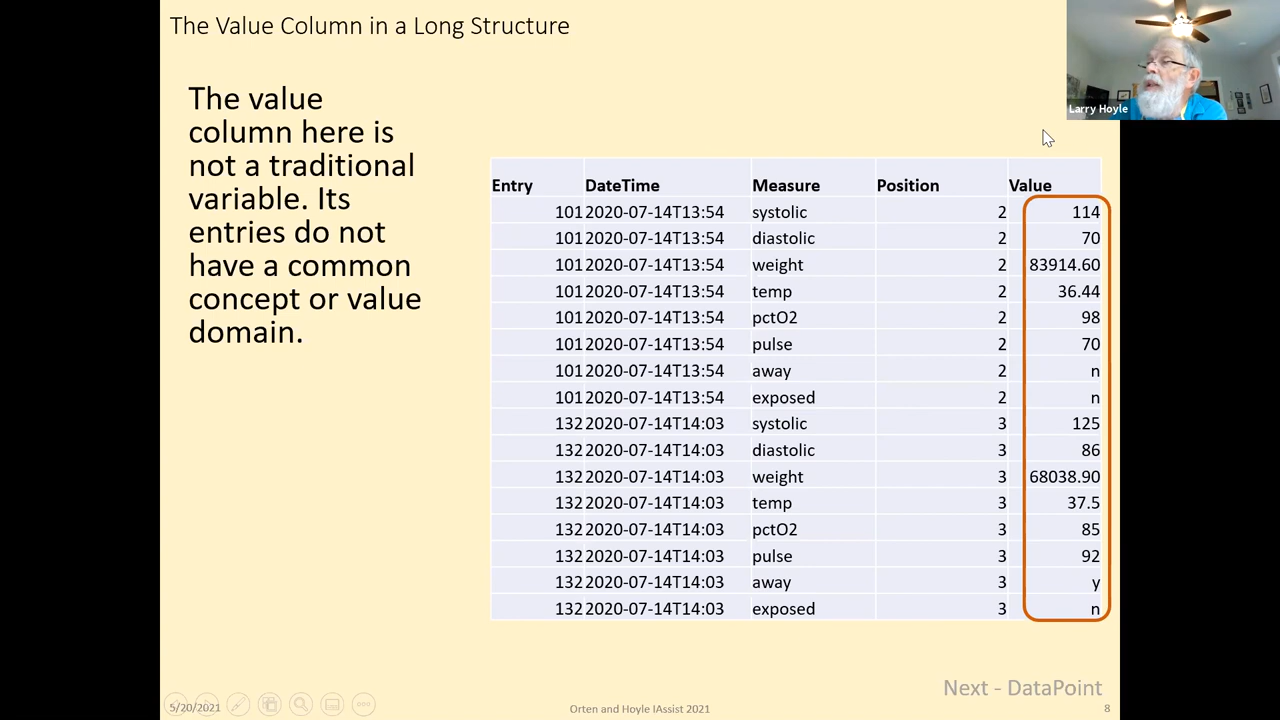 The Value Column in a Long Structure
Larry Hoyle
The value
column here is
not a traditional
variable. Its
entries do not
have a common
concept or value
domain.
Entry DateTime Measure Position Value
101 2020-07-14T13:54 systolic 2 114
101 2020-07-14T13:54 diastolic 2 70
101 2020-07-14T13:54 weight 2 83914.60
101 2020-07-14T13:54 temp 2 36.44
101 2020-07-14T13:54 pctO2 2 98
101 2020-07-14T13:54 pulse 2 70
101 2020-07-14T13:54 away 2 n
101 2020-07-14T13:54 exposed 2 n
132 2020-07-14T14:03 systolic 3 125
132 2020-07-14T14:03 diastolic 3 86
132 2020-07-14T14:03 weight 3 68038.90
132 2020-07-14T14:03 temp 3 37.5
132 2020-07-14T14:03 pctO2 3 85
132 2020-07-14T14:03 pulse 3 92
132 2020-07-14T14:03 away 3 y
132 2020-07-14T14:03 exposed 3 n
Next - DataPoint
5/20/2021 Orten and Hoyle IAssist 2021 8